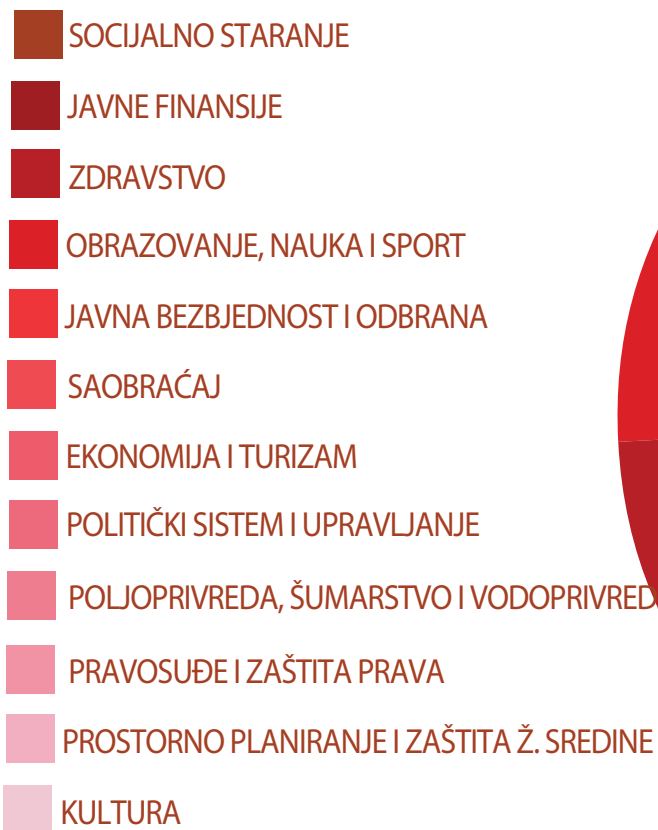 SOCIJALNO STARANJE
JAVNE FINANSIJE
ZDRAVSTVO
OBRAZOVANJE, NAUKA I SPORT
JAVNA BEZBJEDNOST I ODBRANA
SAOBRAĆAJ
EKONOMIJA I TURIZAM
POLITIČKI SISTEM I UPRAVLJANJE
POLJOPRIVREDA, ŠUMARSTVO I VODOPRIVRED
PRAVOSUĐE I ZAŠTITA PRAVA
PROSTORNO PLANIRANJE I ZAŠTITA Ž. SREDINE
KULTURA